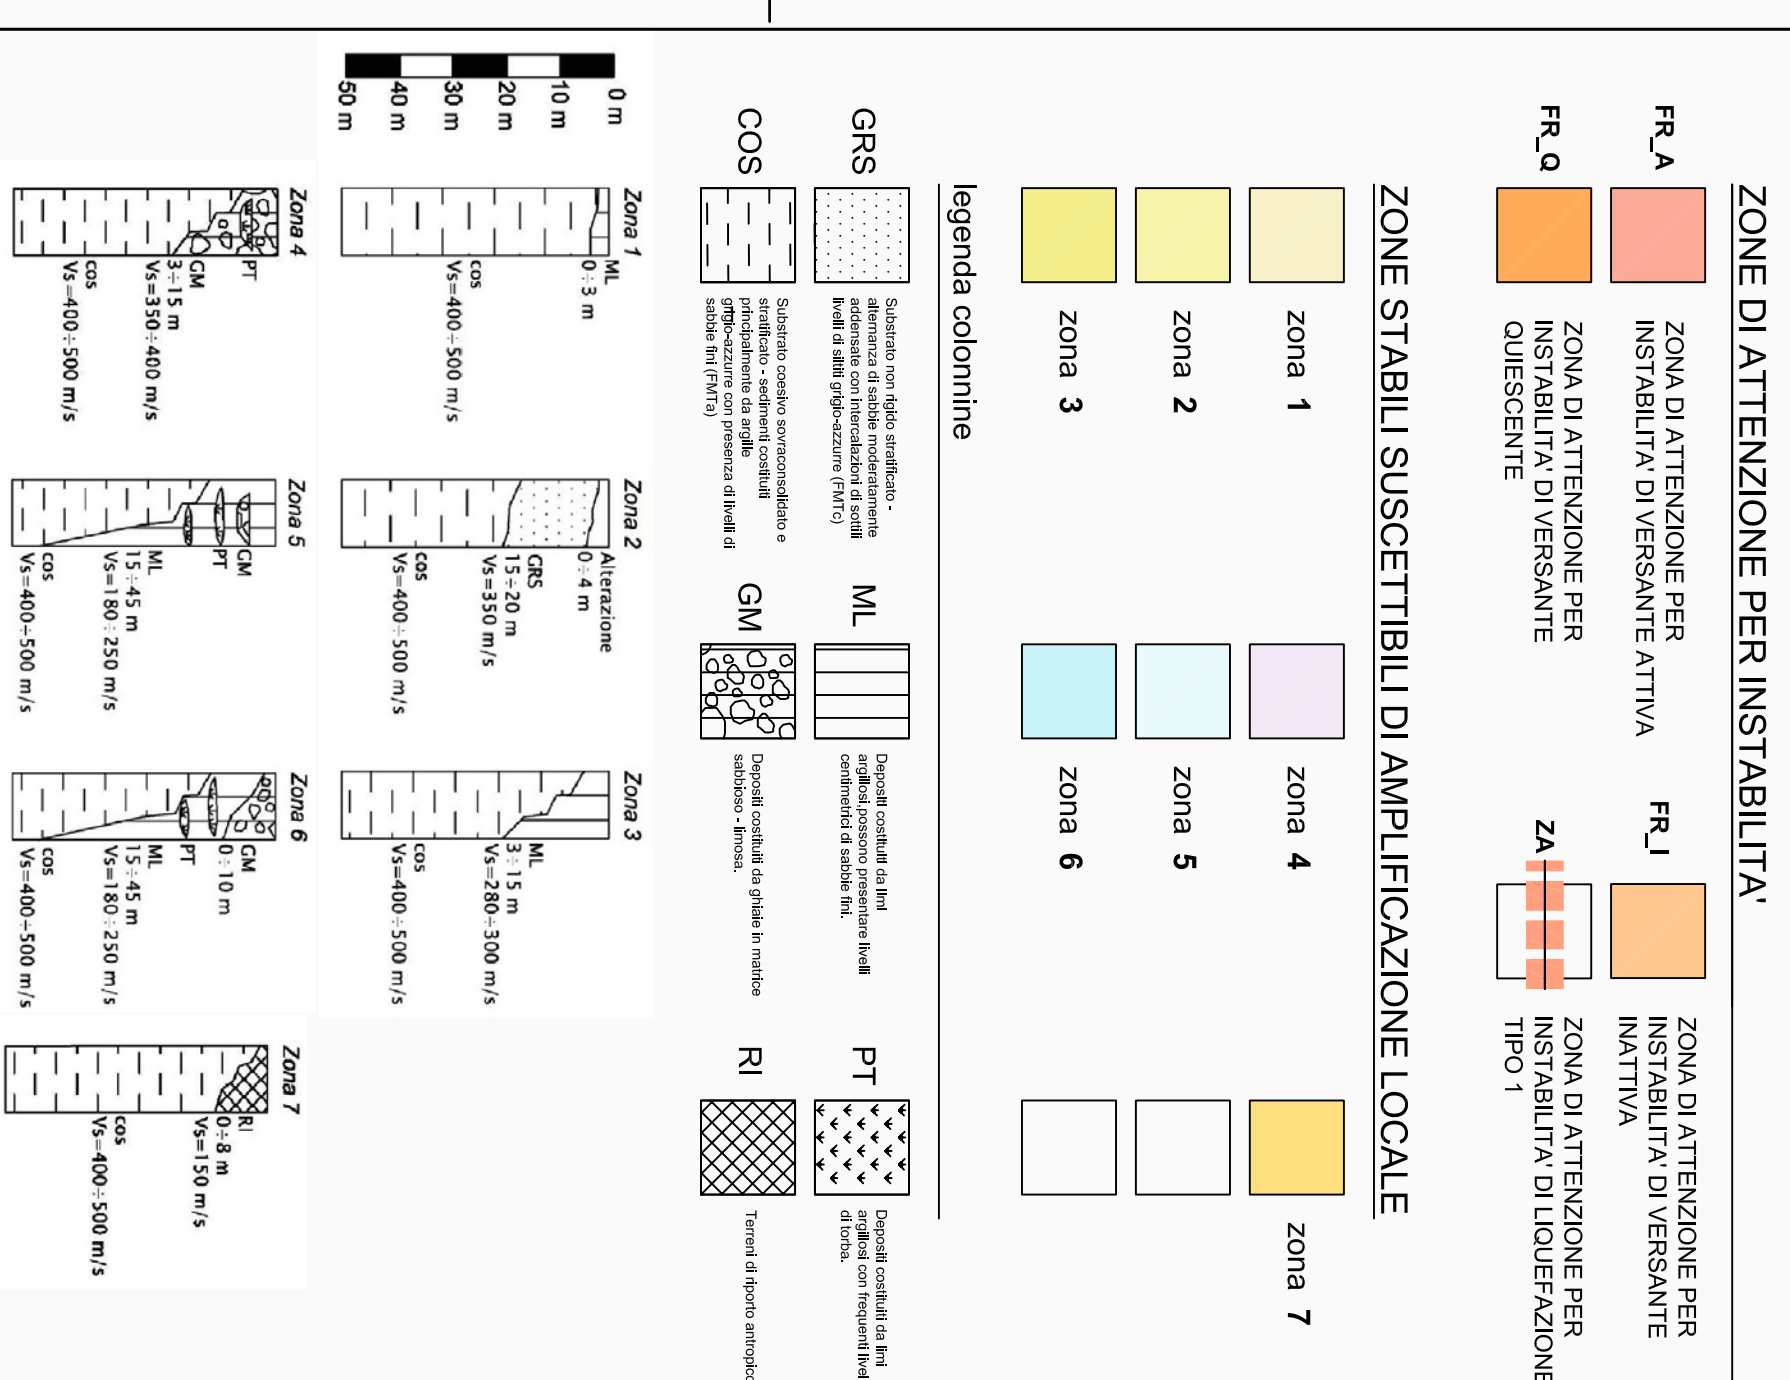 ZONE DI ATTENZIONE PER INSTABILITA'
FR_A
ZONA DI ATTENZIONE PER
INSTABILITA' DI VERSANTE ATTIVA
FR_I
ZONA DI ATTENZIONE PER
INSTABILITA' DI VERSANTE
INATTIVA
FR_Q
ZONA DI ATTENZIONE PER
INSTABILITA' DI VERSANTE
QUIESCENTE
ZA
ZONA DI ATTENZIONE PER
INSTABILITA' DI LIQUEFAZIONE
TIPO 1
ZONE STABILI SUSCETTIBILI DI AMPLIFICAZIONE LOCALE
zona 1
zona 4
zona 7
zona 2
zona 5
zona 3
zona 6
legenda colonnine
GRS
Substrato non rigido stratificato -
alternanza di sabbie moderatamente
addensate con intercalazioni di sottili
livelli di siltiti grigio-azzurre (FMTc)
ML
Depositi costituiti da limi
argillosi,possono presentare livelli
centimetrici di sabbie fini.
PT
Depositi costituiti da limi
argillosi con frequenti livel
di torba.
COS
Substrato coesivo sovraconsolidato e
stratificato - sedimenti costituiti
principalmente da argille
grigio-azzurre con presenza di livelli di
sabbie fini (FMTa)
GM
Depositi costituiti da ghiaie in matrice
sabbioso - limosa.
RI
Terreni di riporto antropico
0 m
10 m
20 m
30 m
40 m
50 m
Zona 1
ML
0÷3 m
cos
Vs=400÷500 m/s
Zona 2
Alterazione
0÷4 m
GRS
15÷20 m
Vs=350 m/s
cos
Vs=400÷500 m/s
Zona 3
ML
3÷15 m
Vs=280÷300 m/s
cos
Vs=400÷500 m/s
Zona 4
PT
GM
3÷15 m
Vs=350÷400 m/s
cos
Vs=400÷500 m/s
Zona 5
GM
PT
ML
15÷45 m
Vs=180÷250 m/s
cos
Vs=400÷500 m/s
Zona 6
GM
0÷10 m
PT
ML
15÷45 m
Vs=180÷250 m/s
cos
Vs=400÷500 m/s
Zona 7
RI
0÷8 m
Vs=150 m/s
cos
Vs=400÷500 m/s